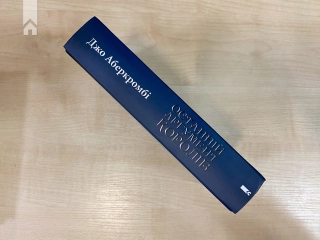 Джо Аберкромбі
ОСТАННІЙ
АРГУМЕНТ
КОРОЛІВ